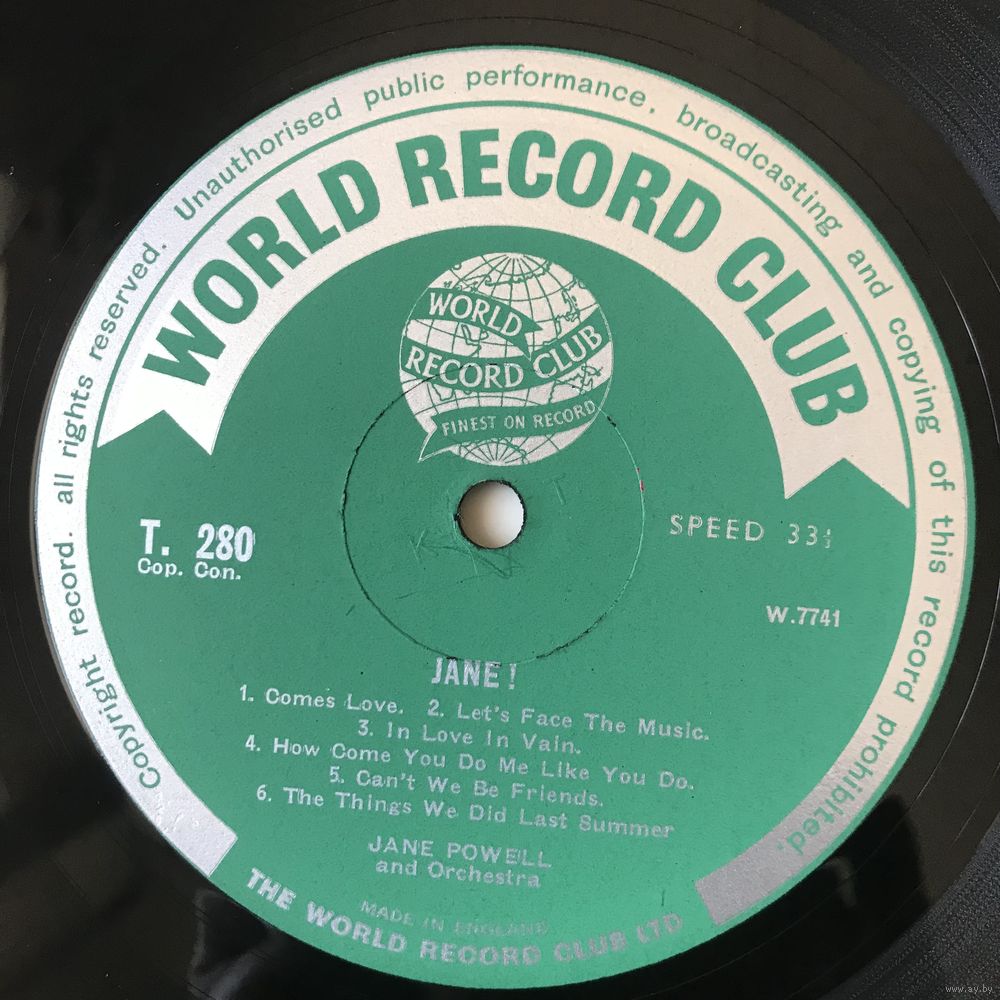 Copyright record. all rights reserved. Unauthorised public performance, broadcasting and copying of this record prohibited.
WORLD RECORD CLUB
WORLD
RECORD CLUB
FINEST ON RECORD
SPEED 33⅓
T. 280
Cop. Con.
W.7741
JANE!
1. Comes Love. 2. Let's Face The Music.
3. In Love In Vain.
4. How Come You Do Me Like You Do.
5. Can't We Be Friends.
6. The Things We Did Last Summer
JANE POWELL
and Orchestra
MADE IN ENGLAND
THE WORLD RECORD CLUB LTD
www.ay.by